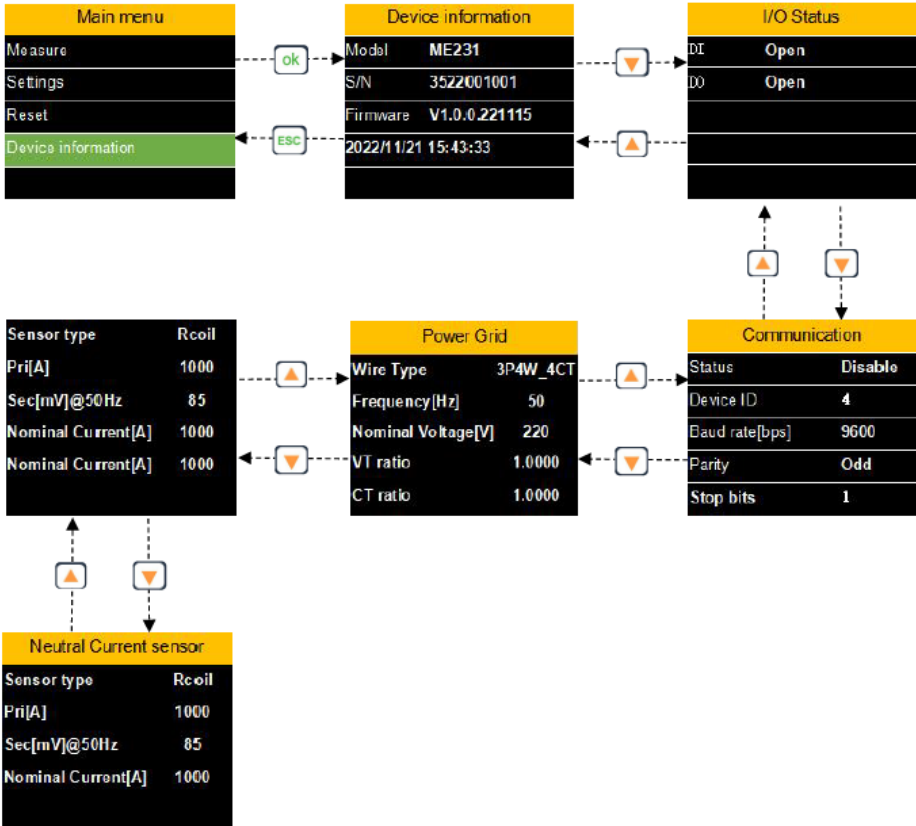 Main menu
Measure
Settings
Reset
Device information
ok
ESC
Device information
Model ME231
S/N 3522001001
Firmware V1.0.0.221115
2022/11/21 15:43:33
I/O Status
DI Open
DO Open
Sensor type Rcoil
Pri[A] 1000
Sec[mV]@50Hz 85
Nominal Current[A] 1000
Nominal Current[A] 1000
Power Grid
Wire Type 3P4W_4CT
Frequency[Hz] 50
Nominal Voltage[V] 220
VT ratio 1.0000
CT ratio 1.0000
Communication
Status Disable
Device ID 4
Baud rate[bps] 9600
Parity Odd
Stop bits 1
Neutral Current sensor
Sensor type Rcoil
Pri[A] 1000
Sec[mV]@50Hz 85
Nominal Current[A] 1000